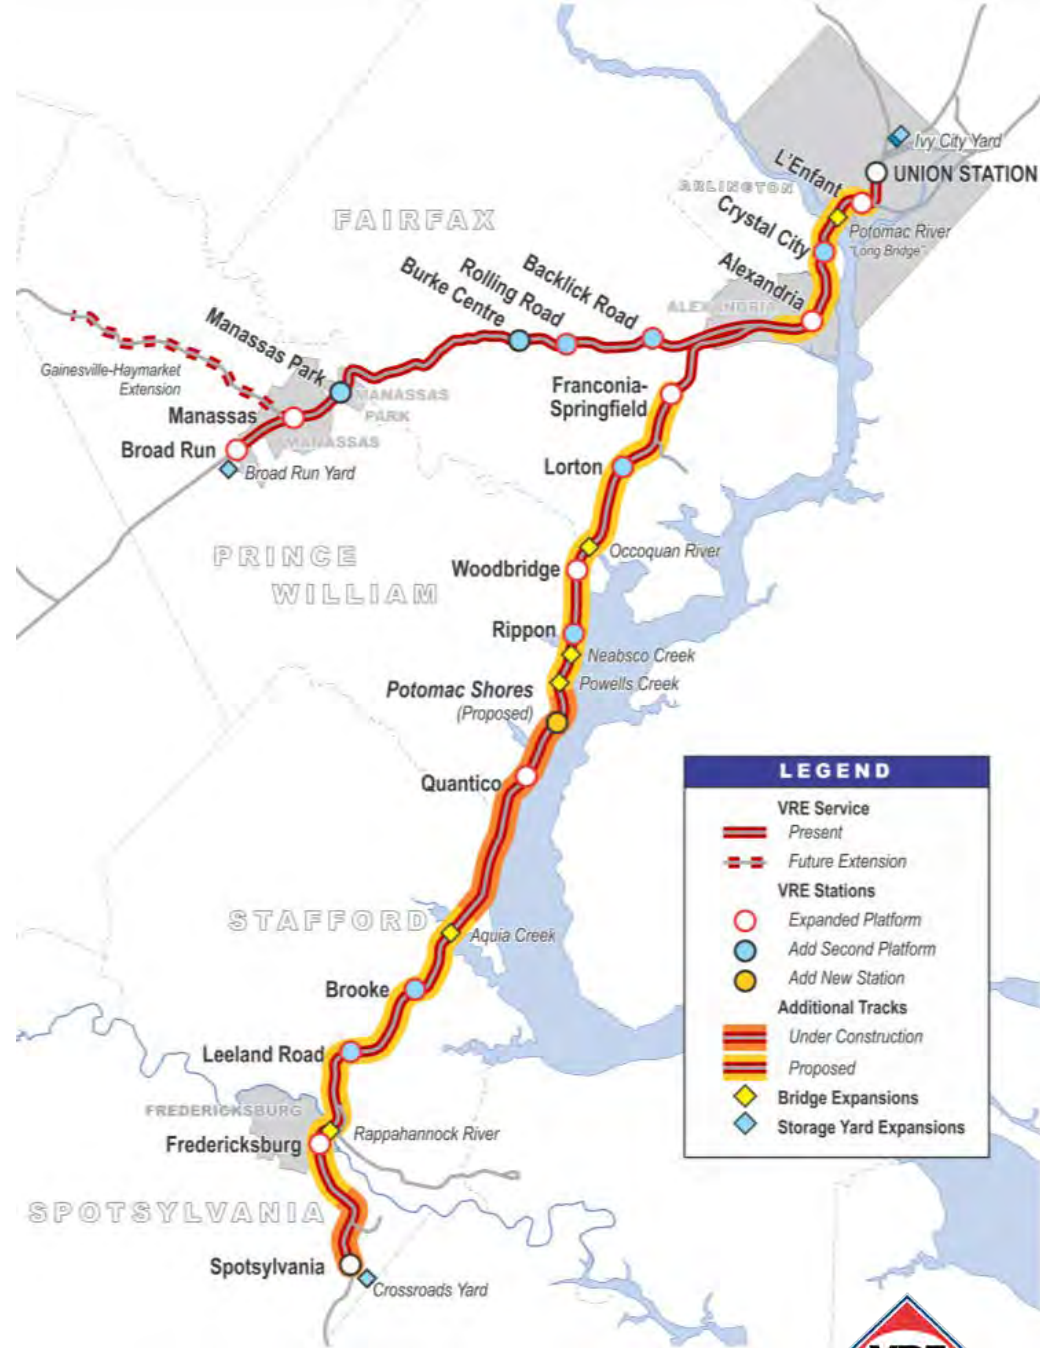 Ivy City Yard
L'Enfant
UNION STATION
ARLINGTON
Crystal City
Potomac River
"Long Bridge"
FAIRFAX
Alexandria
ALEXANDRIA
Backlick Road
Rolling Road
Burke Centre
Manassas Park
Gainesville-Haymarket
Extension
MANASSAS
PARK
Manassas
MANASSAS
Broad Run
Broad Run Yard
Franconia-
Springfield
Lorton
PRINCE
WILLIAM
Occoquan River
Woodbridge
Rippon
Neabsco Creek
Powells Creek
Potomac Shores
(Proposed)
Quantico
STAFFORD
Aquia Creek
Brooke
Leeland Road
FREDERICKSBURG
Rappahannock River
Fredericksburg
SPOTSYLVANIA
Spotsylvania
Crossroads Yard
LEGEND
VRE Service
Present
Future Extension
VRE Stations
Expanded Platform
Add Second Platform
Add New Station
Additional Tracks
Under Construction
Proposed
Bridge Expansions
Storage Yard Expansions